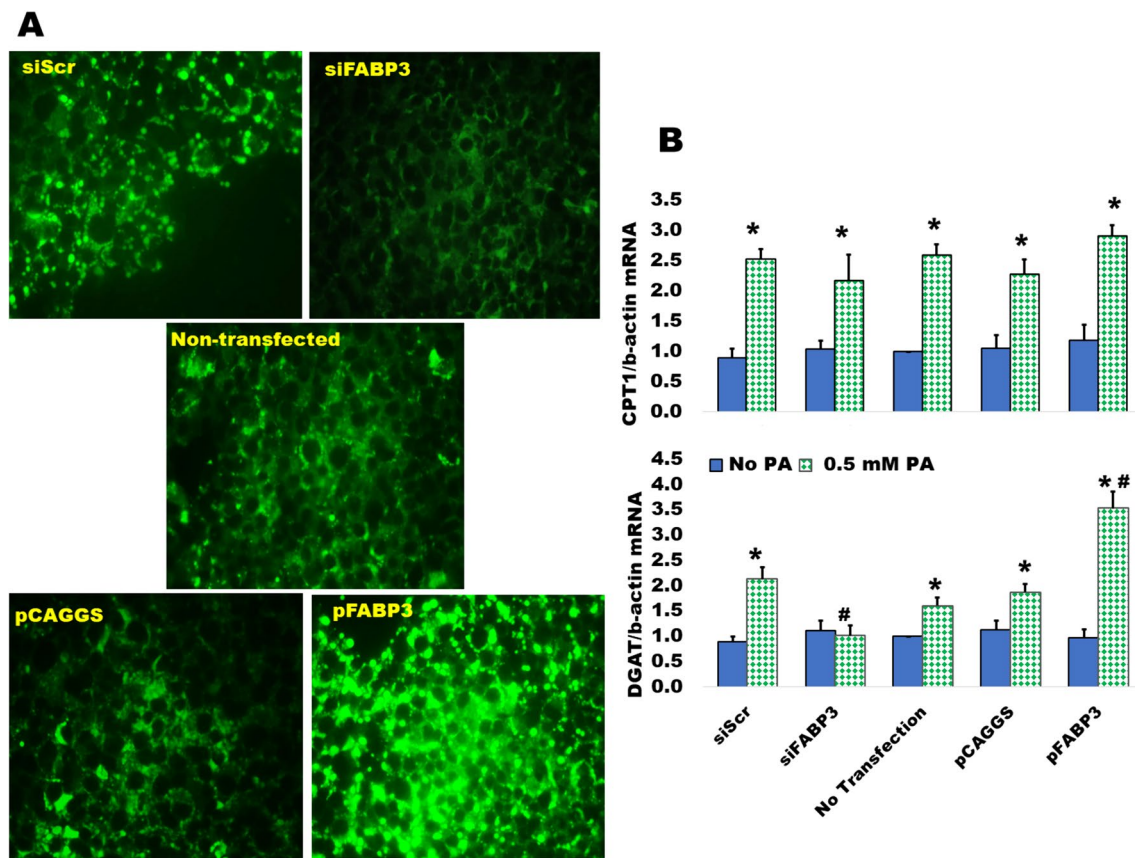 A
siScr
siFABP3
Non-transfected
pCAGGS
pFABP3
B
CPT1/b-actin mRNA
3.5
3.0
2.5
2.0
1.5
1.0
0.5
0.0
* * * * *
DGAT/b-actin mRNA
4.5
4.0
3.5
3.0
2.5
2.0
1.5
1.0
0.5
0.0
No PA 0.5 mM PA
* # * * * #
siScr
siFABP3
No Transfection
pCAGGS
pFABP3